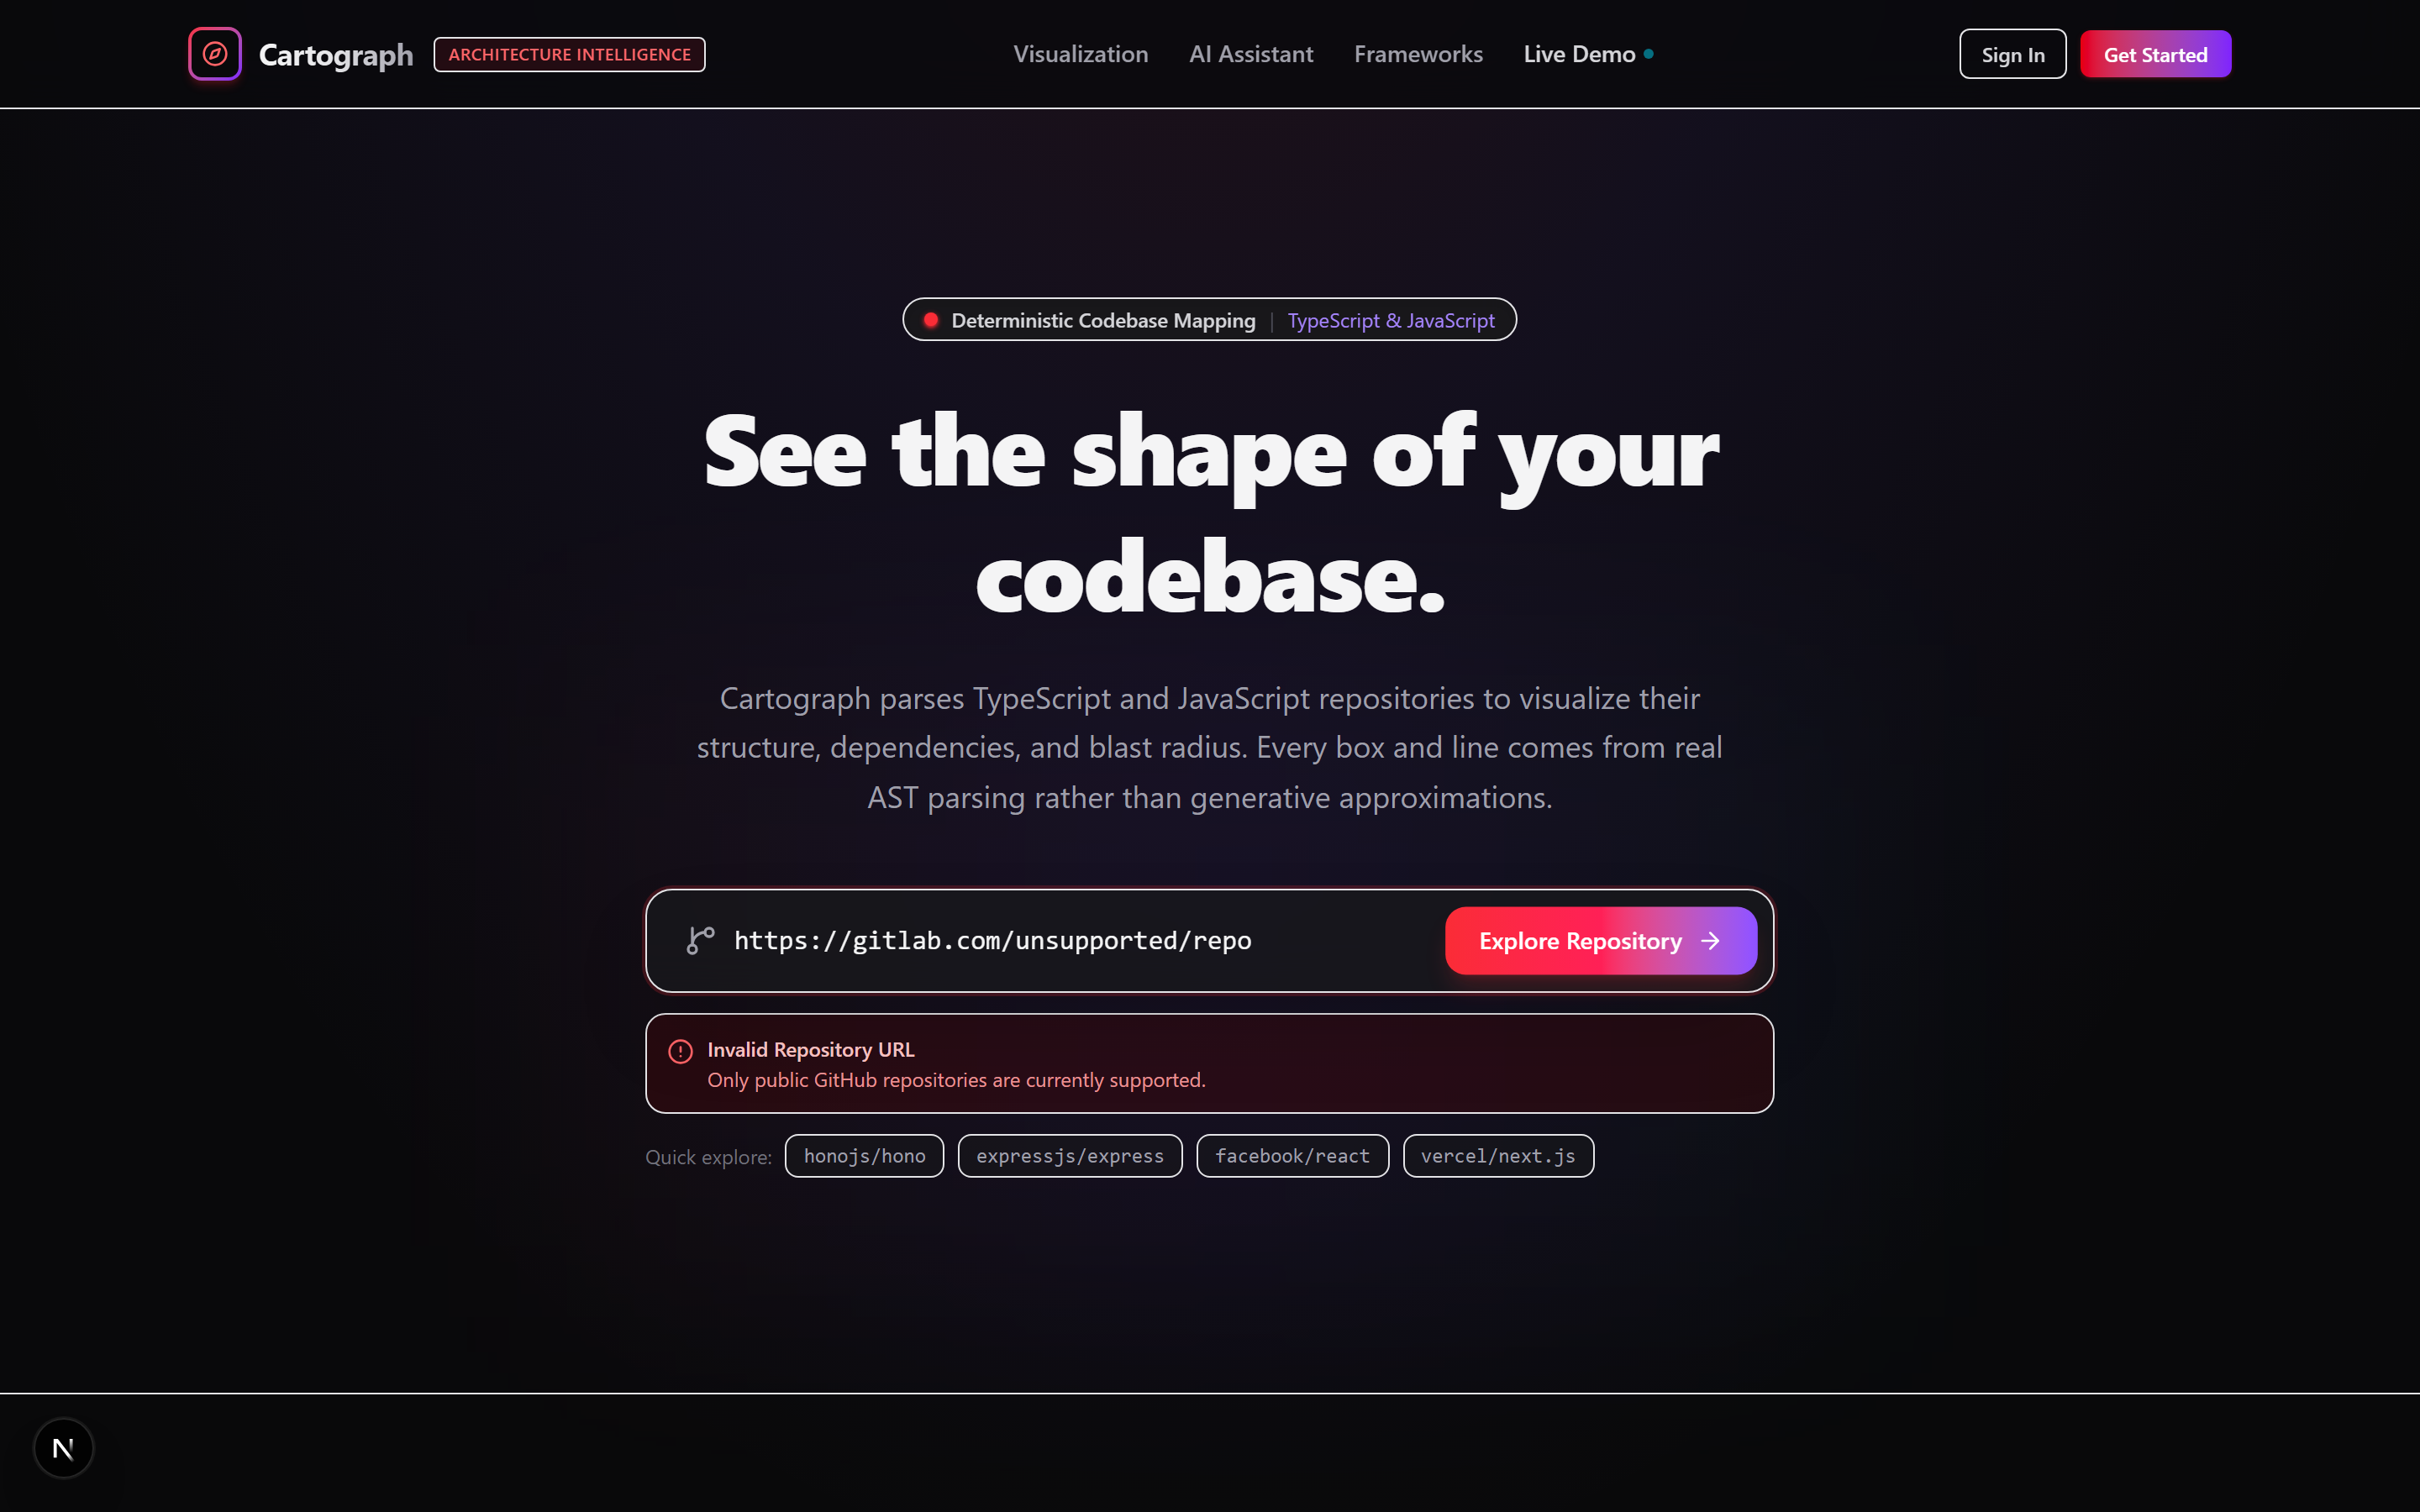 Cartograph
ARCHITECTURE INTELLIGENCE
Visualization
AI Assistant
Frameworks
Live Demo
Sign In
Get Started
Deterministic Codebase Mapping | TypeScript & JavaScript
See the shape of your
codebase.
Cartograph parses TypeScript and JavaScript repositories to visualize their
structure, dependencies, and blast radius. Every box and line comes from real
AST parsing rather than generative approximations.
https://gitlab.com/unsupported/repo
Explore Repository
Invalid Repository URL
Only public GitHub repositories are currently supported.
Quick explore: honojs/hono expressjs/express facebook/react vercel/next.js
N